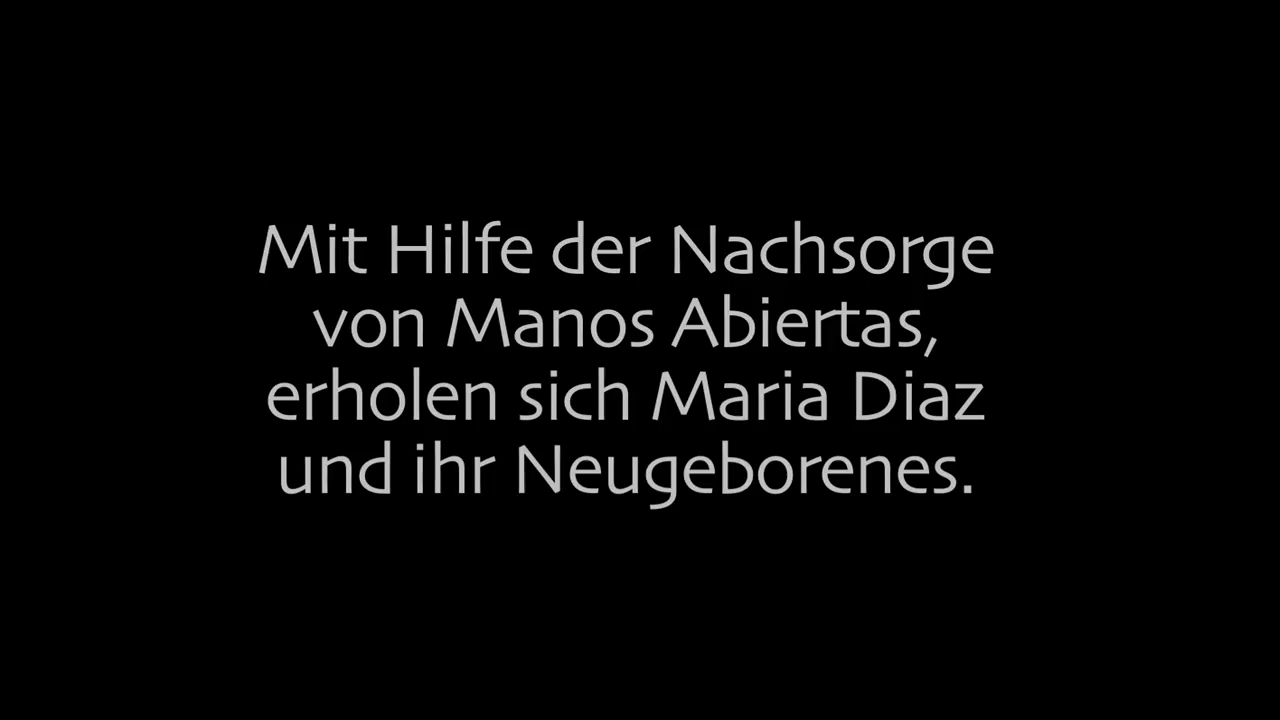 Mit Hilfe der Nachsorge
von Manos Abiertas,
erholen sich Maria Diaz
und ihr Neugeborenes.